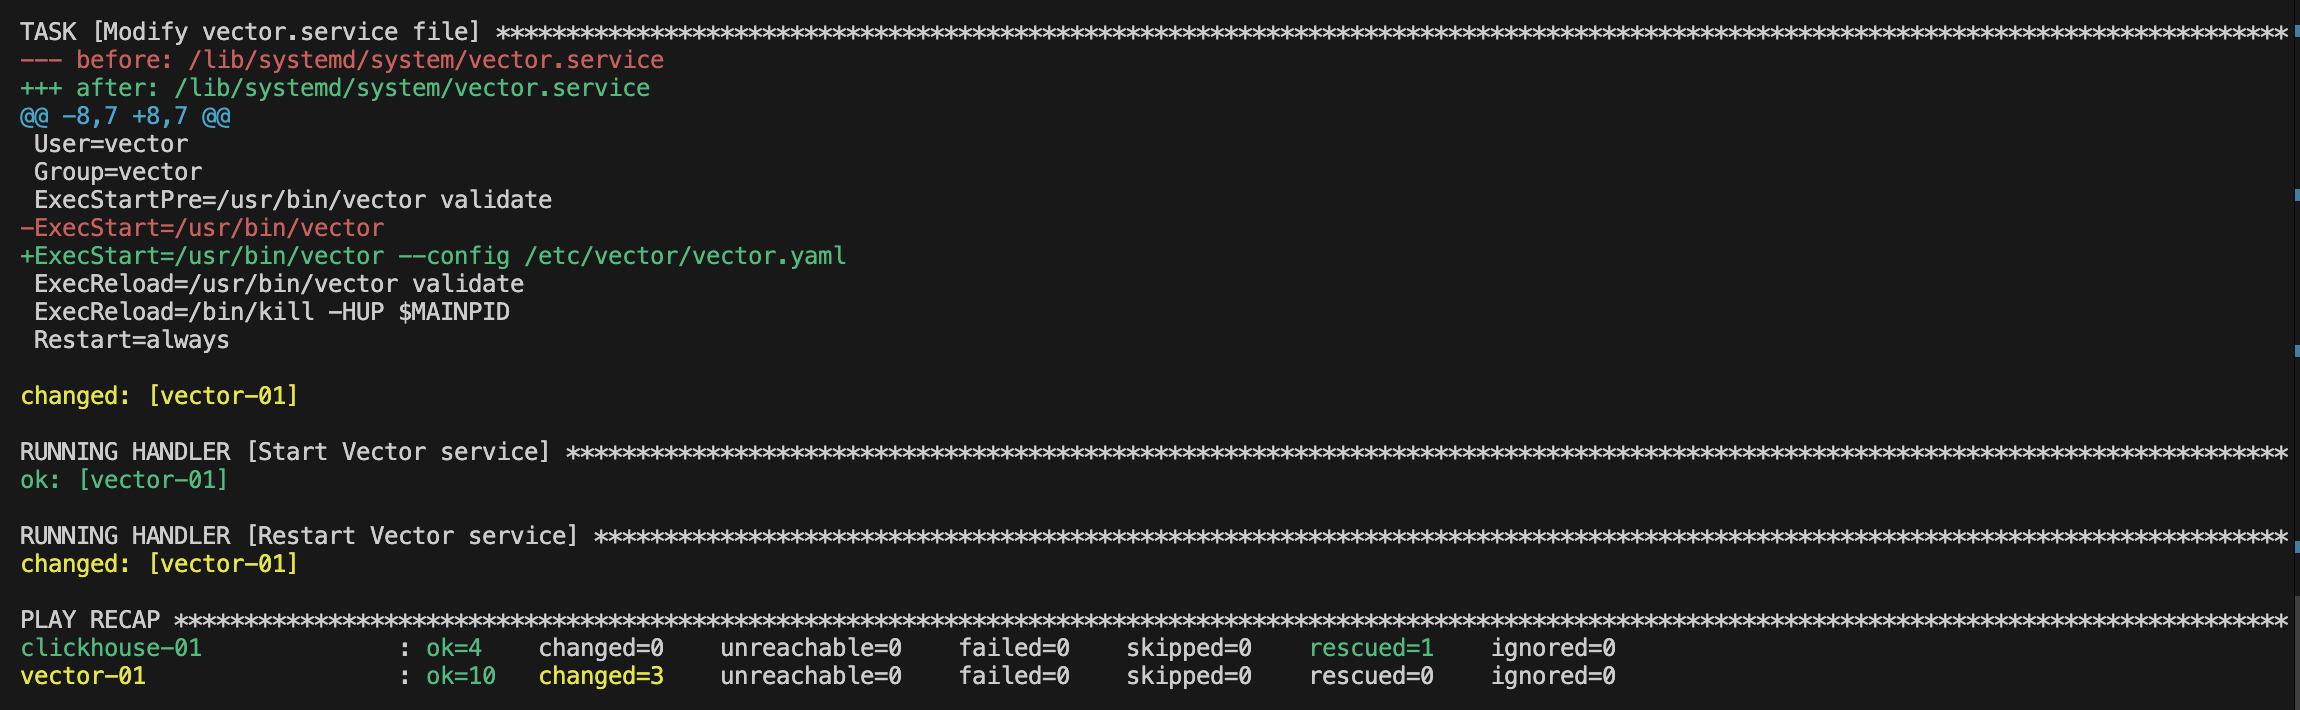 TASK [Modify vector.service file] ********************************************************************************************************************************
--- before: /lib/systemd/system/vector.service
+++ after: /lib/systemd/system/vector.service
@@ -8,7 +8,7 @@
 User=vector
 Group=vector
 ExecStartPre=/usr/bin/vector validate
-ExecStart=/usr/bin/vector
+ExecStart=/usr/bin/vector --config /etc/vector/vector.yaml
 ExecReload=/usr/bin/vector validate
 ExecReload=/bin/kill -HUP $MAINPID
 Restart=always
changed: [vector-01]
RUNNING HANDLER [Start Vector service] ***************************************************************************************************************************
ok: [vector-01]
RUNNING HANDLER [Restart Vector service] *************************************************************************************************************************
changed: [vector-01]
PLAY RECAP *******************************************************************************************************************************************************
clickhouse-01              : ok=4    changed=0    unreachable=0    failed=0    skipped=0    rescued=1    ignored=0
vector-01                  : ok=10   changed=3    unreachable=0    failed=0    skipped=0    rescued=0    ignored=0